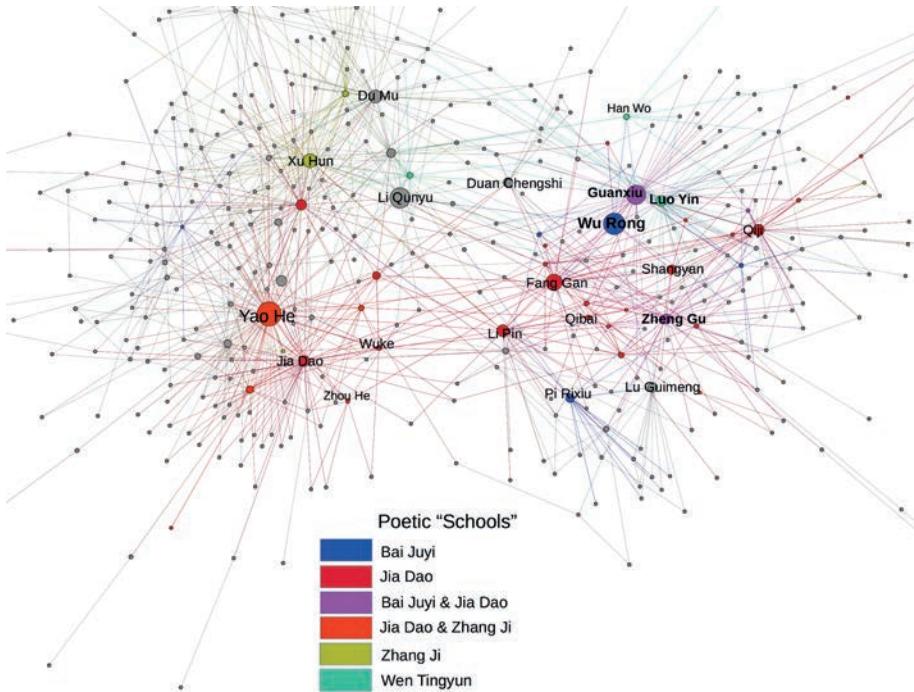 Du Mu
Han Wo
Xu Hun
Duan Chengshi
Li Qunyu
Guanxiu
Luo Yin
Wu Rong
Qiji
Shangyan
Fang Gan
Yao He
Qibai
Zheng Gu
Li Pin
Wuke
Jia Dao
Lu Guimeng
Zhou He
Pi Rixiu
Poetic “Schools”
Bai Juyi
Jia Dao
Bai Juyi & Jia Dao
Jia Dao & Zhang Ji
Zhang Ji
Wen Tingyun